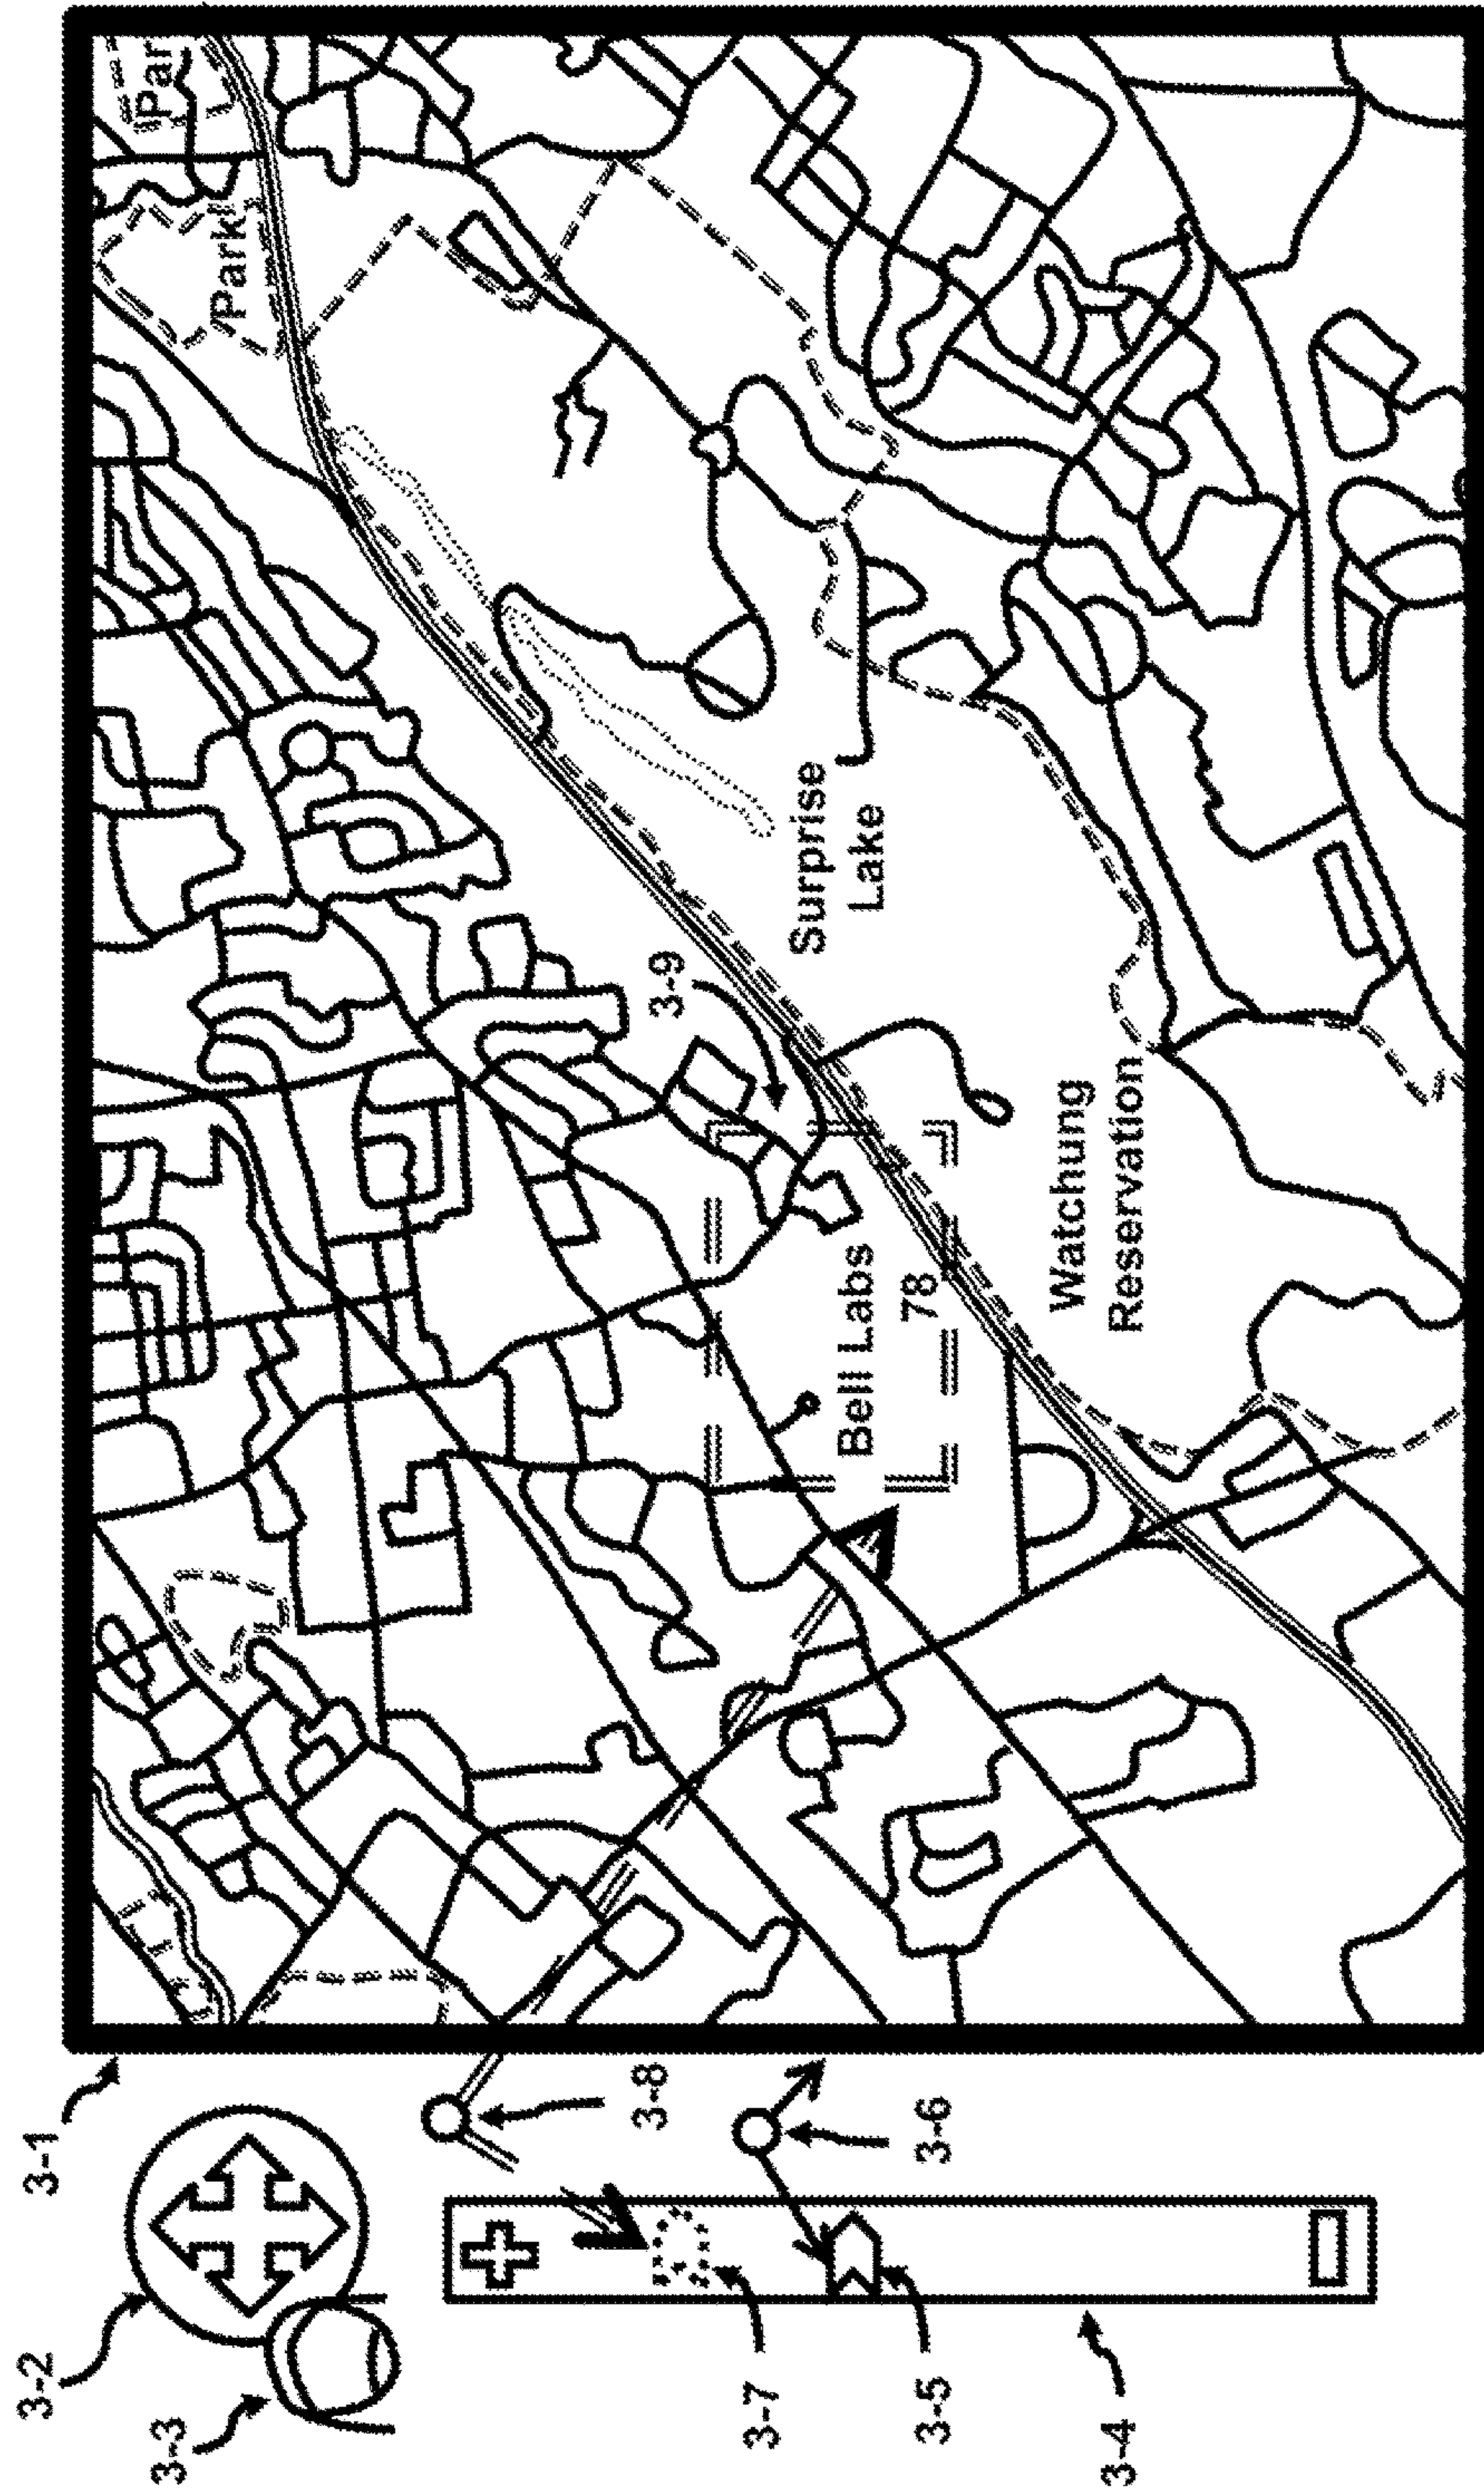 3-2
3-1
3-3
Par
Park
3-8
3-9
3-7
Surprise
Lake
Bell Labs
78
3-5
3-6
Watchung
Reservation
3-4